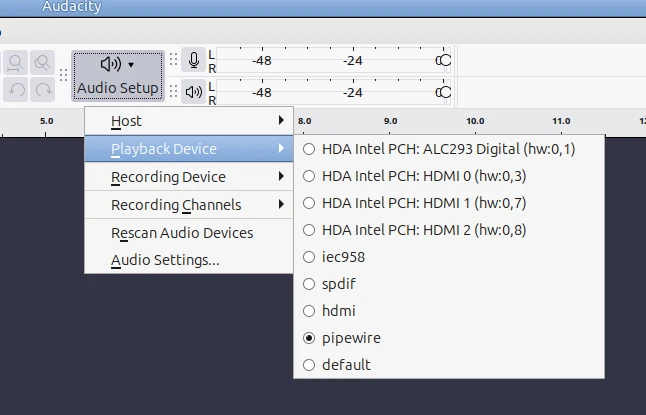 Audacity
L
R
-48 -24 0
Audio Setup
L
R
-48 -24 0
5.0 8.0 9.0 10.0 11.0
Host
Playback Device
Recording Device
Recording Channels
Rescan Audio Devices
Audio Settings...
HDA Intel PCH: ALC293 Digital (hw:0,1)
HDA Intel PCH: HDMI 0 (hw:0,3)
HDA Intel PCH: HDMI 1 (hw:0,7)
HDA Intel PCH: HDMI 2 (hw:0,8)
iec958
spdif
hdmi
pipewire
default